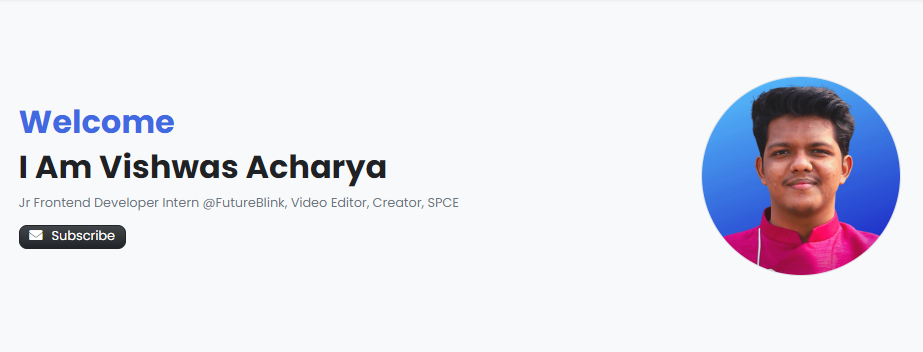 Welcome
I Am Vishwas Acharya
Jr Frontend Developer Intern @FutureBlink, Video Editor, Creator, SPCE
Subscribe